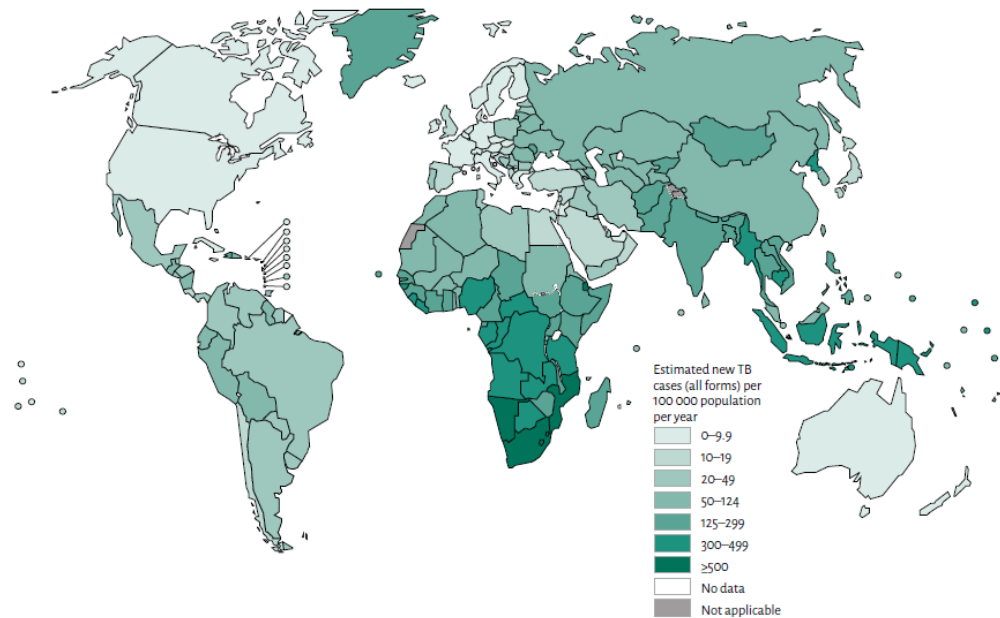 Estimated new TB
cases (all forms) per
100 000 population
per year
0–9.9
10–19
20–49
50–124
125–299
300–499
≥500
No data
Not applicable